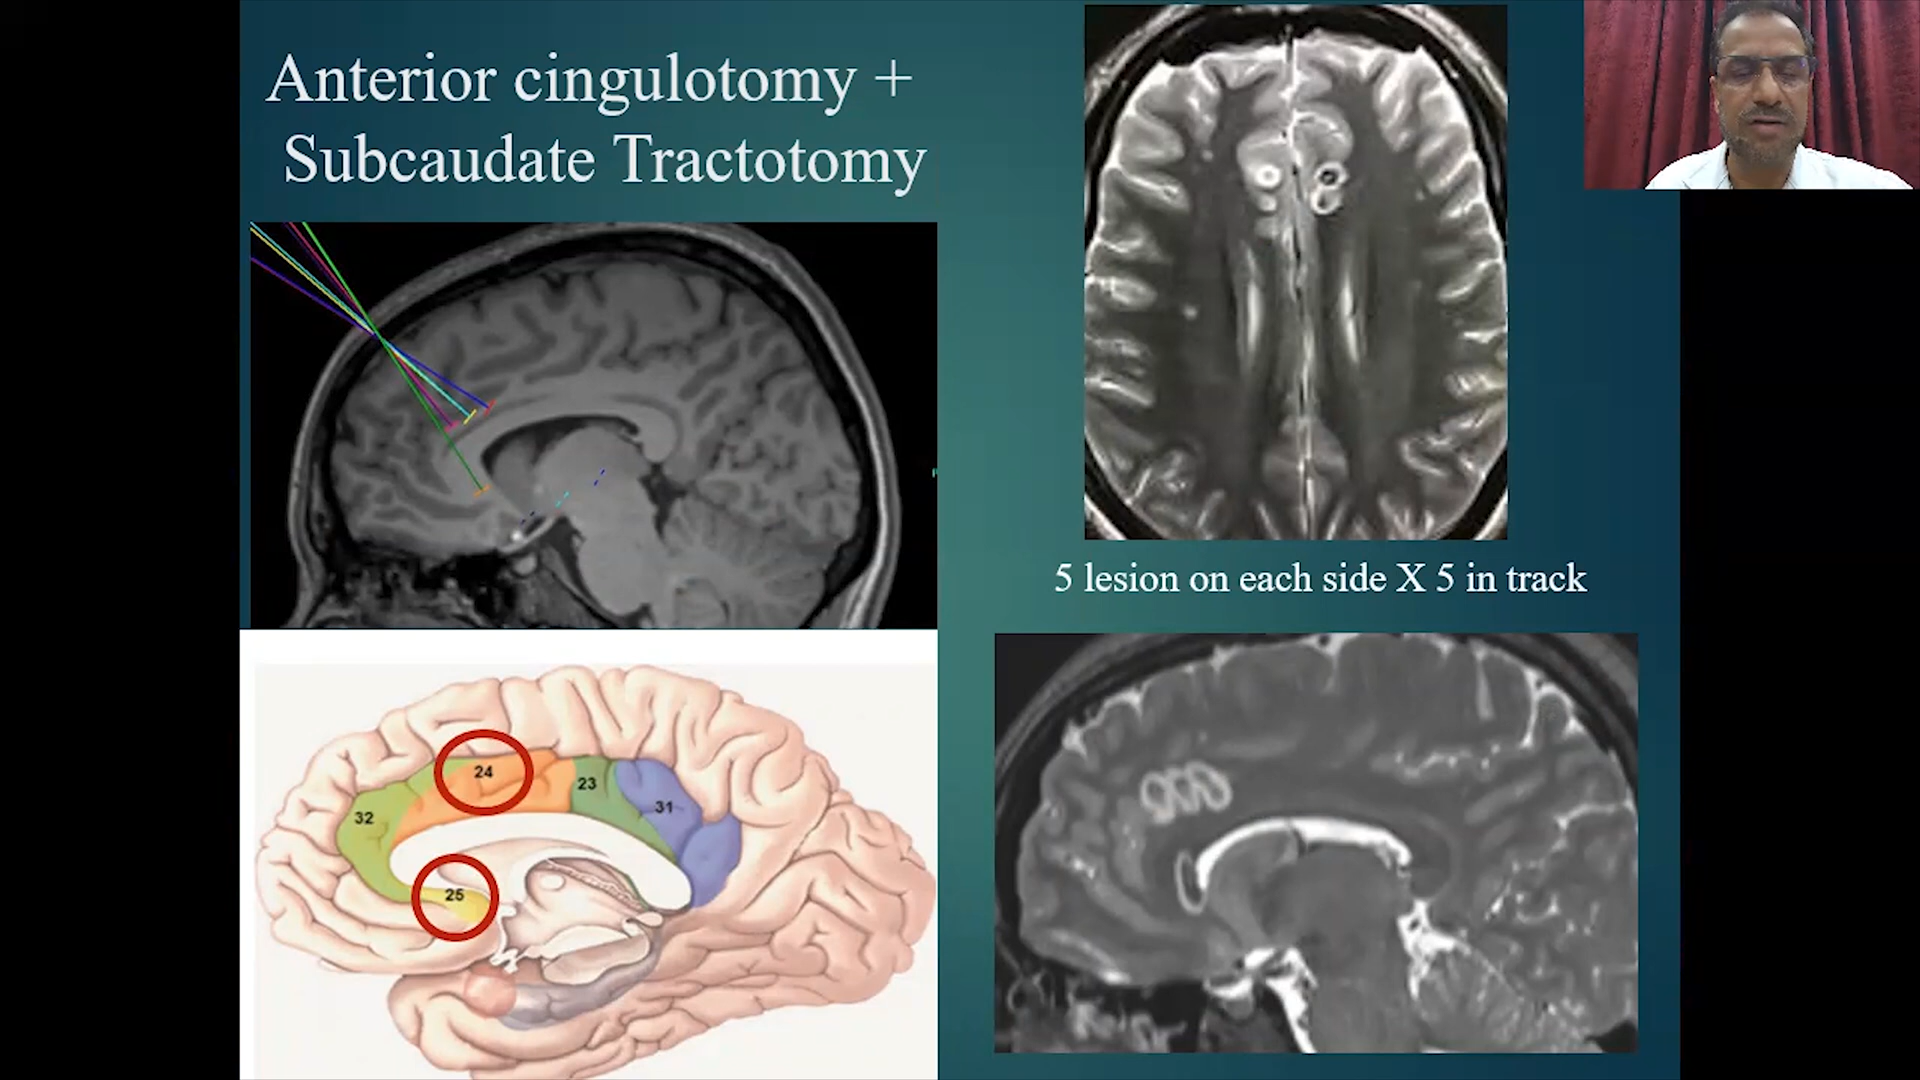 Anterior cingulotomy +
Subcaudate Tractotomy
5 lesion on each side X 5 in track
24
23
31
32
25